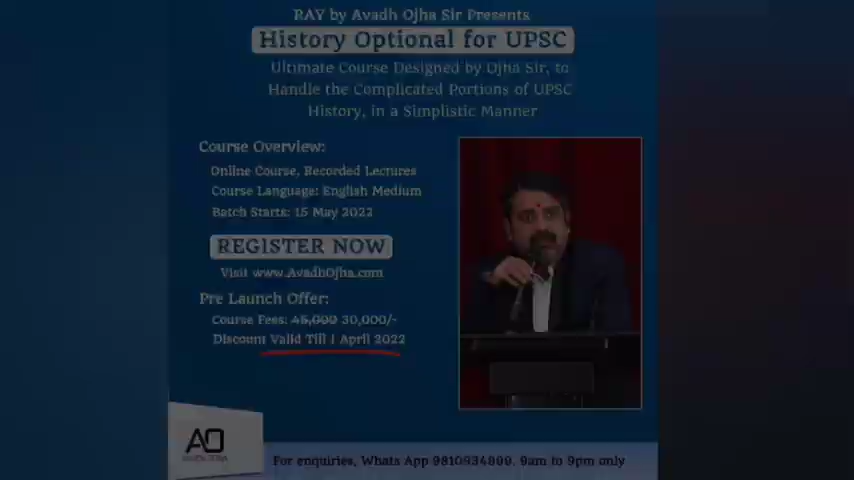 RAY by Avadh Ojha Sir Presents
History Optional for UPSC
Ultimate Course Designed by Ojha Sir, to
Handle the Complicated Portions of UPSC
History, in a Simplistic Manner
Course Overview:
Online Course, Recorded Lectures
Course Language: English Medium
Batch Starts: 15 May 2022
REGISTER NOW
Visit www.AvadhOjha.com
Pre Launch Offer:
Course Fees: 45,000 30,000/-
Discount Valid Till 1 April 2022
AO
For enquiries, Whats App 9810934999. 9am to 9pm only